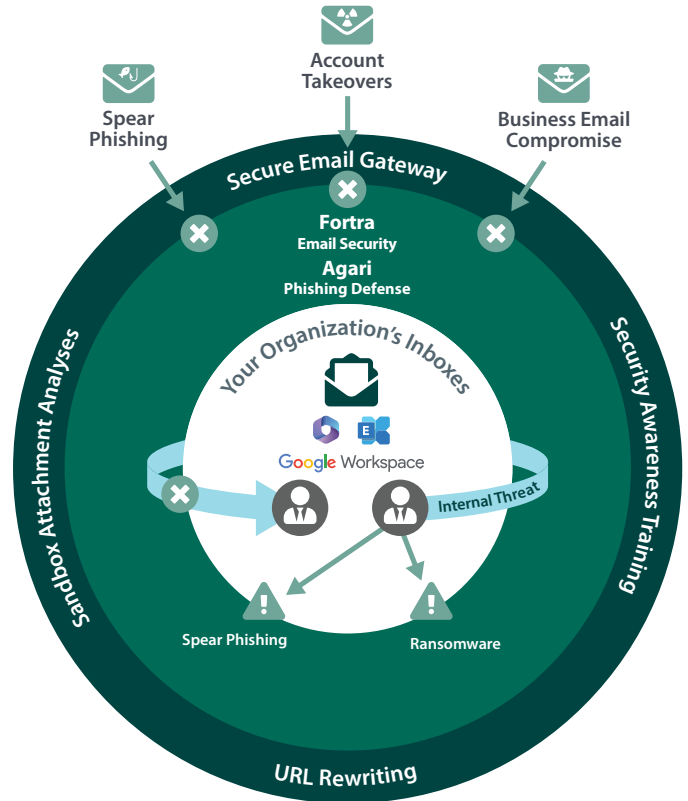 Account
Takeovers
Spear
Phishing
Business Email
Compromise
Secure Email Gateway
Fortra
Email Security
Agari
Phishing Defense
Your Organization's Inboxes
Sandbox Attachment Analyses
Security Awareness Training
E
Google Workspace
Internal Threat
Spear Phishing
Ransomware
URL Rewriting